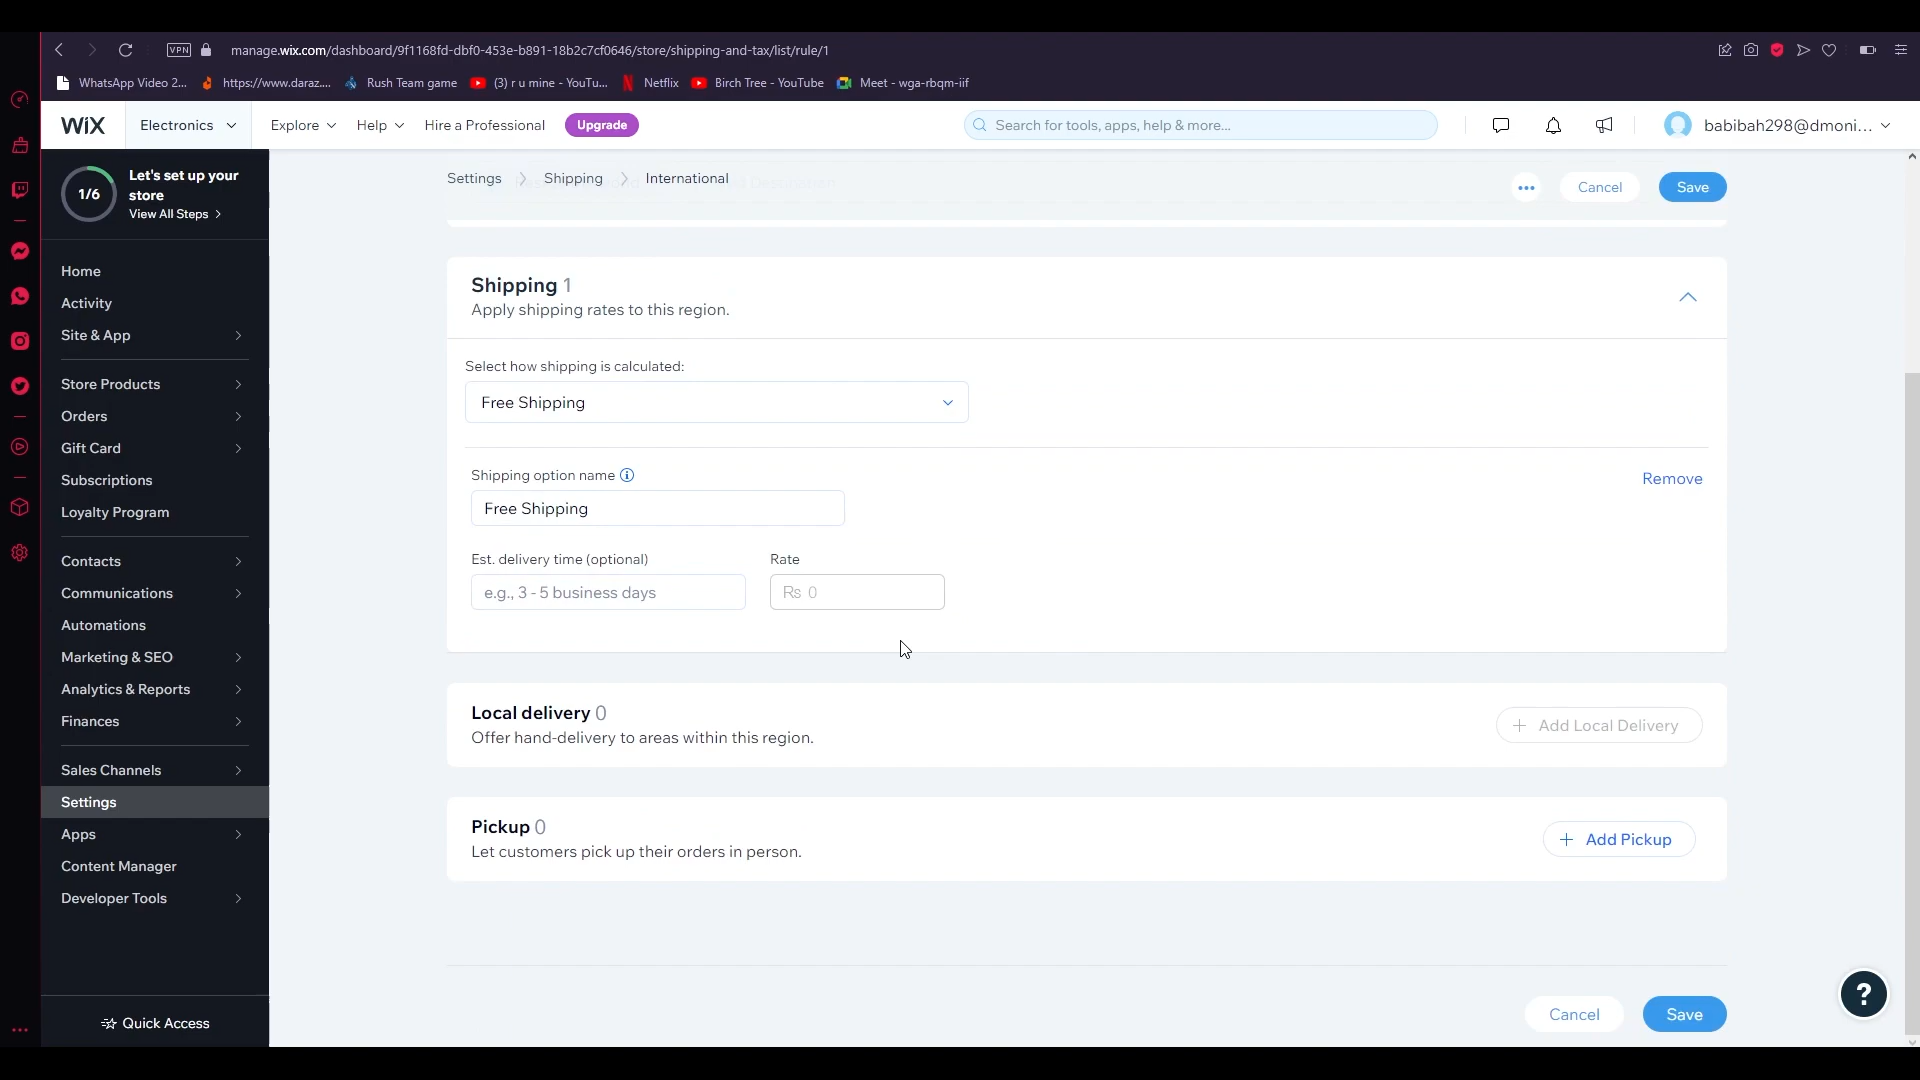 VPN
manage.wix.com/dashboard/9f1168fd-dbf0-453e-b891-18b2c7cf0646/store/shipping-and-tax/list/rule/1
WhatsApp Video 2...
https://www.daraz....
Rush Team game
(3) r u mine - YouTu...
Netflix
Birch Tree - YouTube
Meet - wga-rbqm-iif
WiX
Electronics
Explore
Help
Hire a Professional
Upgrade
Search for tools, apps, help & more...
babibah298@dmoni...
1/6
Let's set up your
store
View All Steps
Home
Activity
Site & App
Store Products
Orders
Gift Card
Subscriptions
Loyalty Program
Contacts
Communications
Automations
Marketing & SEO
Analytics & Reports
Finances
Sales Channels
Settings
Apps
Content Manager
Developer Tools
Quick Access
Settings
Shipping
International
Cancel
Save
Shipping 1
Apply shipping rates to this region.
Select how shipping is calculated:
Free Shipping
Shipping option name
Remove
Free Shipping
Est. delivery time (optional)
Rate
e.g., 3 - 5 business days
₨ 0
Local delivery 0
Offer hand-delivery to areas within this region.
+ Add Local Delivery
Pickup 0
Let customers pick up their orders in person.
+ Add Pickup
Cancel
Save
?